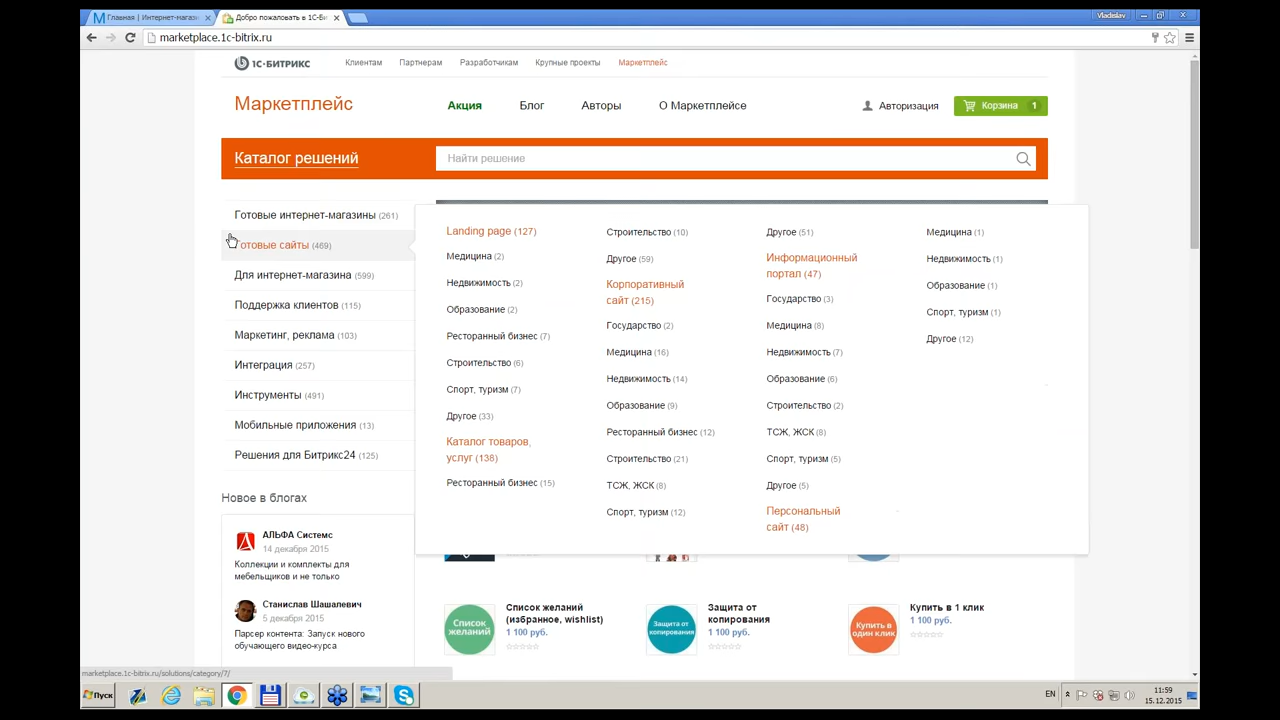 Главная | Интернет-магази
Добро пожаловать в 1С-Би
Vladislav
marketplace.1c-bitrix.ru
1С-БИТРИКС
Клиентам
Партнерам
Разработчикам
Крупные проекты
Маркетплейс
Маркетплейс
Акция
Блог
Авторы
О Маркетплейсе
Авторизация
Корзина 1
Каталог решений
Найти решение
Готовые интернет-магазины (261)
Готовые сайты (469)
Для интернет-магазина (599)
Поддержка клиентов (115)
Маркетинг, реклама (103)
Интеграция (257)
Инструменты (491)
Мобильные приложения (13)
Решения для Битрикс24 (125)
Landing page (127)
Медицина (2)
Недвижимость (2)
Образование (2)
Ресторанный бизнес (7)
Строительство (6)
Спорт, туризм (7)
Другое (33)
Каталог товаров,
услуг (138)
Ресторанный бизнес (15)
Строительство (10)
Другое (59)
Корпоративный
сайт (215)
Государство (2)
Медицина (16)
Недвижимость (14)
Образование (9)
Ресторанный бизнес (12)
Строительство (21)
ТСЖ, ЖСК (8)
Спорт, туризм (12)
Другое (51)
Информационный
портал (47)
Государство (3)
Медицина (8)
Недвижимость (7)
Образование (6)
Строительство (2)
ТСЖ, ЖСК (8)
Спорт, туризм (5)
Другое (5)
Персональный
сайт (48)
Медицина (1)
Недвижимость (1)
Образование (1)
Спорт, туризм (1)
Другое (12)
Новое в блогах
АЛЬФА Системс
14 декабря 2015
Коллекции и комплекты для
мебельщиков и не только
Станислав Шашалевич
5 декабря 2015
Парсер контента: Запуск нового
обучающего видео-курса
Список
желаний
Список желаний
(избранное, wishlist)
1 100 руб.
Защита от
копирования
Защита от
копирования
1 100 руб.
Купить в
один клик
Купить в 1 клик
1 100 руб.
marketplace.1c-bitrix.ru/solutions/category/7/
Пуск
EN
11:59
15.12.2015